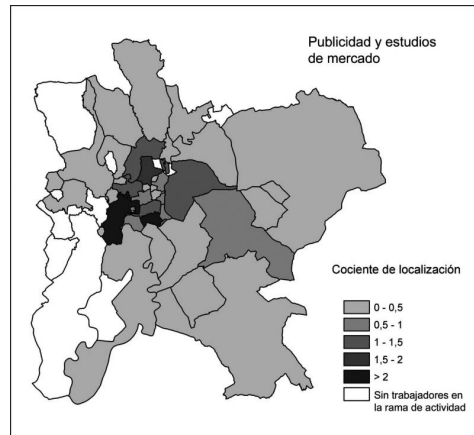 Publicidad y estudios
de mercado
Cociente de localización
0 - 0,5
0,5 - 1
1 - 1,5
1,5 - 2
> 2
Sin trabajadores en
la rama de actividad